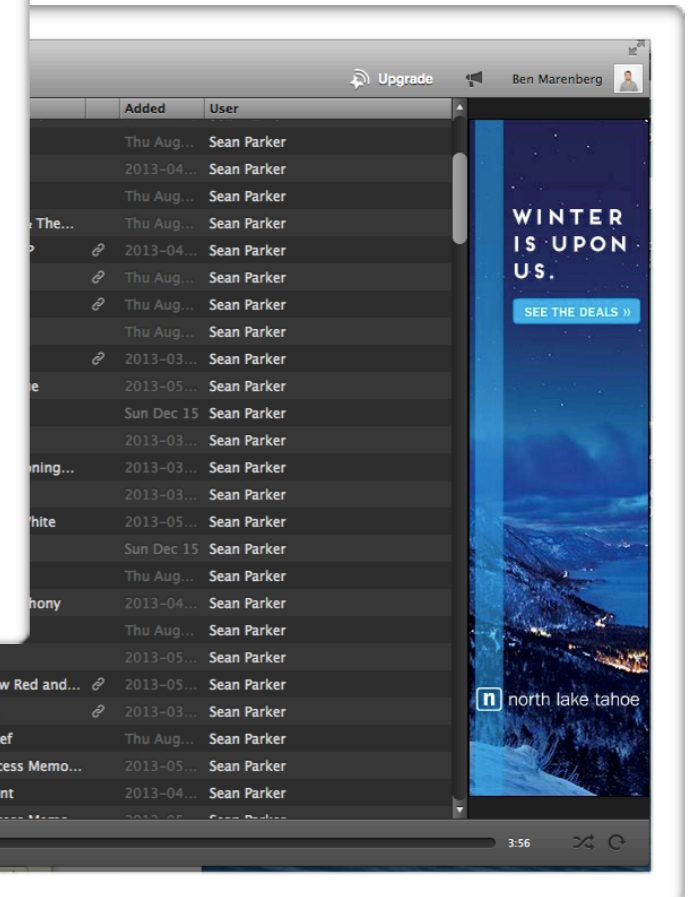 Upgrade Ben Marenberg
Added User
Thu Aug... Sean Parker
2013-04... Sean Parker
Thu Aug... Sean Parker
The... Thu Aug... Sean Parker
2013-04... Sean Parker
Thu Aug... Sean Parker
Thu Aug... Sean Parker
Thu Aug... Sean Parker
2013-03... Sean Parker
2013-05... Sean Parker
Sun Dec 15 Sean Parker
2013-03... Sean Parker
ning... 2013-03... Sean Parker
2013-03... Sean Parker
hite 2013-05... Sean Parker
Sun Dec 15 Sean Parker
Thu Aug... Sean Parker
hony 2013-04... Sean Parker
Thu Aug... Sean Parker
2013-05... Sean Parker
w Red and... 2013-05... Sean Parker
2013-03... Sean Parker
ef Thu Aug... Sean Parker
cess Memo... 2013-05... Sean Parker
nt 2013-04... Sean Parker
3:56
WINTER
IS UPON
US.
SEE THE DEALS »
n north lake tahoe